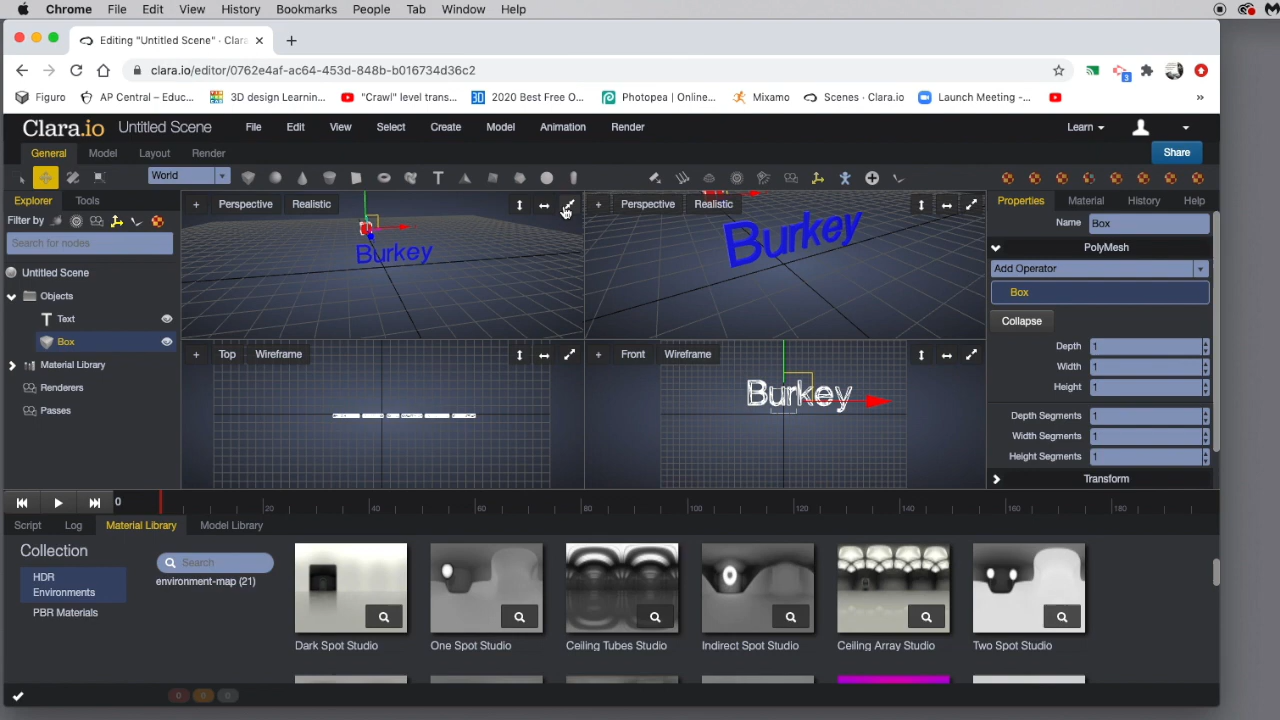 Chrome File Edit View History Bookmarks People Tab Window Help
Editing "Untitled Scene" - Clar
clara.io/editor/0762e4af-ac64-453d-848b-b016734d36c2
Figuro AP Central – Educ... 3D design Learnin... "Crawl" level trans... 2020 Best Free O... Photopea | Online... Mixamo Scenes · Clara.io Launch Meeting -... »
3
Clara.io Untitled Scene File Edit View Select Create Model Animation Render Learn
General Model Layout Render Share
World
Explorer Tools + Perspective Realistic + Perspective Realistic Properties Material History Help
Filter by
Name Box
Search for nodes
PolyMesh
Untitled Scene
Add Operator
Objects
Box
Text
Collapse
Box
Burkey
Burkey
Material Library
Renderers
Passes
+ Top Wireframe + Front Wireframe
Burkey
Depth 1
Width 1
Height 1
Depth Segments 1
Width Segments 1
Height Segments 1
Transform
0 20 40 60 80 100 120 140 160 180
Script Log Material Library Model Library
Collection
Search
HDR Environments
environment-map (21)
PBR Materials
Dark Spot Studio One Spot Studio Ceiling Tubes Studio Indirect Spot Studio Ceiling Array Studio Two Spot Studio
0 0 0